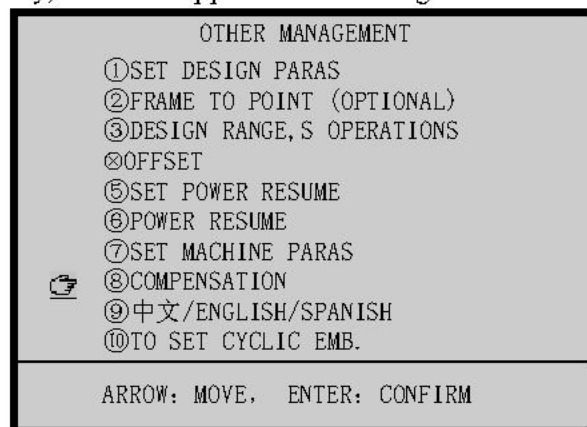 OTHER MANAGEMENT
①SET DESIGN PARAS
②FRAME TO POINT (OPTIONAL)
③DESIGN RANGE,S OPERATIONS
⊗OFFSET
⑤SET POWER RESUME
⑥POWER RESUME
⑦SET MACHINE PARAS
⑧COMPENSATION
⑨中文/ENGLISH/SPANISH
⑩TO SET CYCLIC EMB.
ARROW: MOVE, ENTER: CONFIRM